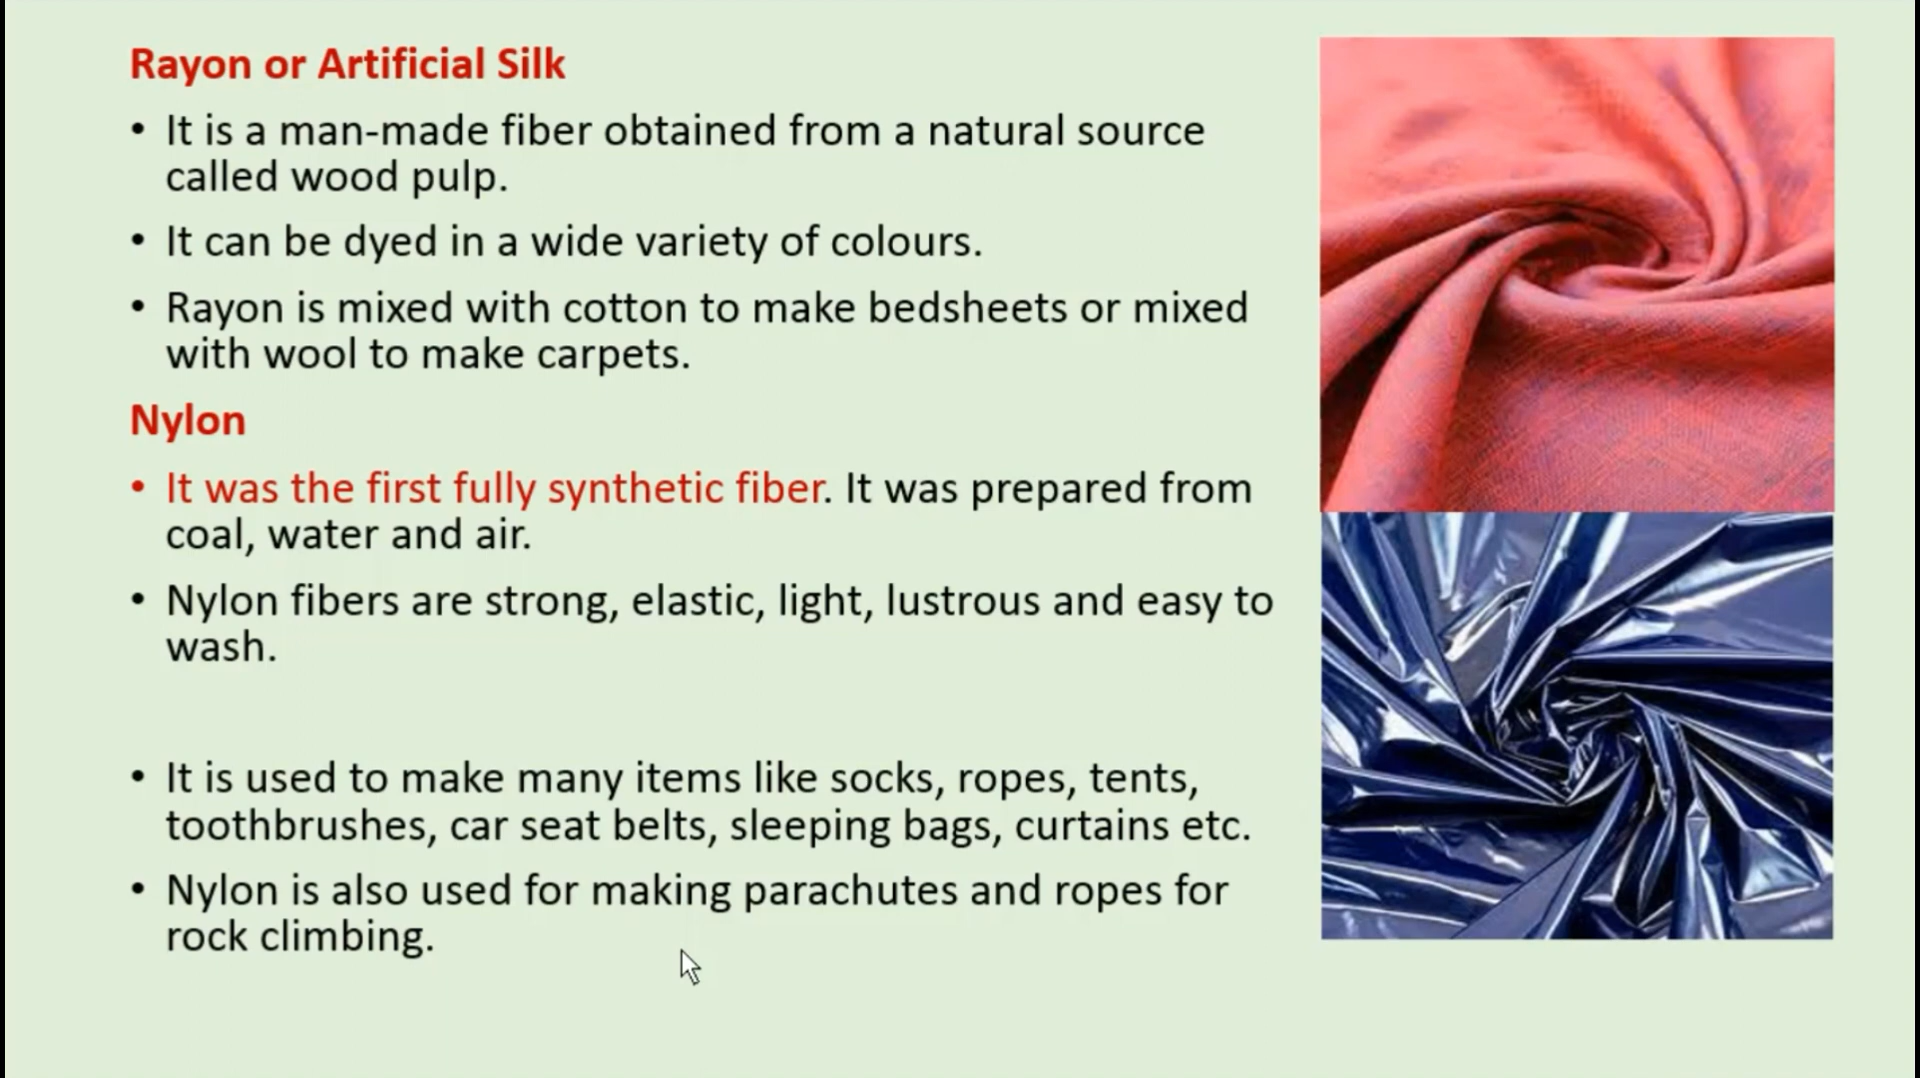 Rayon or Artificial Silk
• It is a man-made fiber obtained from a natural source
called wood pulp.
• It can be dyed in a wide variety of colours.
• Rayon is mixed with cotton to make bedsheets or mixed
with wool to make carpets.
Nylon
• It was the first fully synthetic fiber. It was prepared from
coal, water and air.
• Nylon fibers are strong, elastic, light, lustrous and easy to
wash.
• It is used to make many items like socks, ropes, tents,
toothbrushes, car seat belts, sleeping bags, curtains etc.
• Nylon is also used for making parachutes and ropes for
rock climbing.